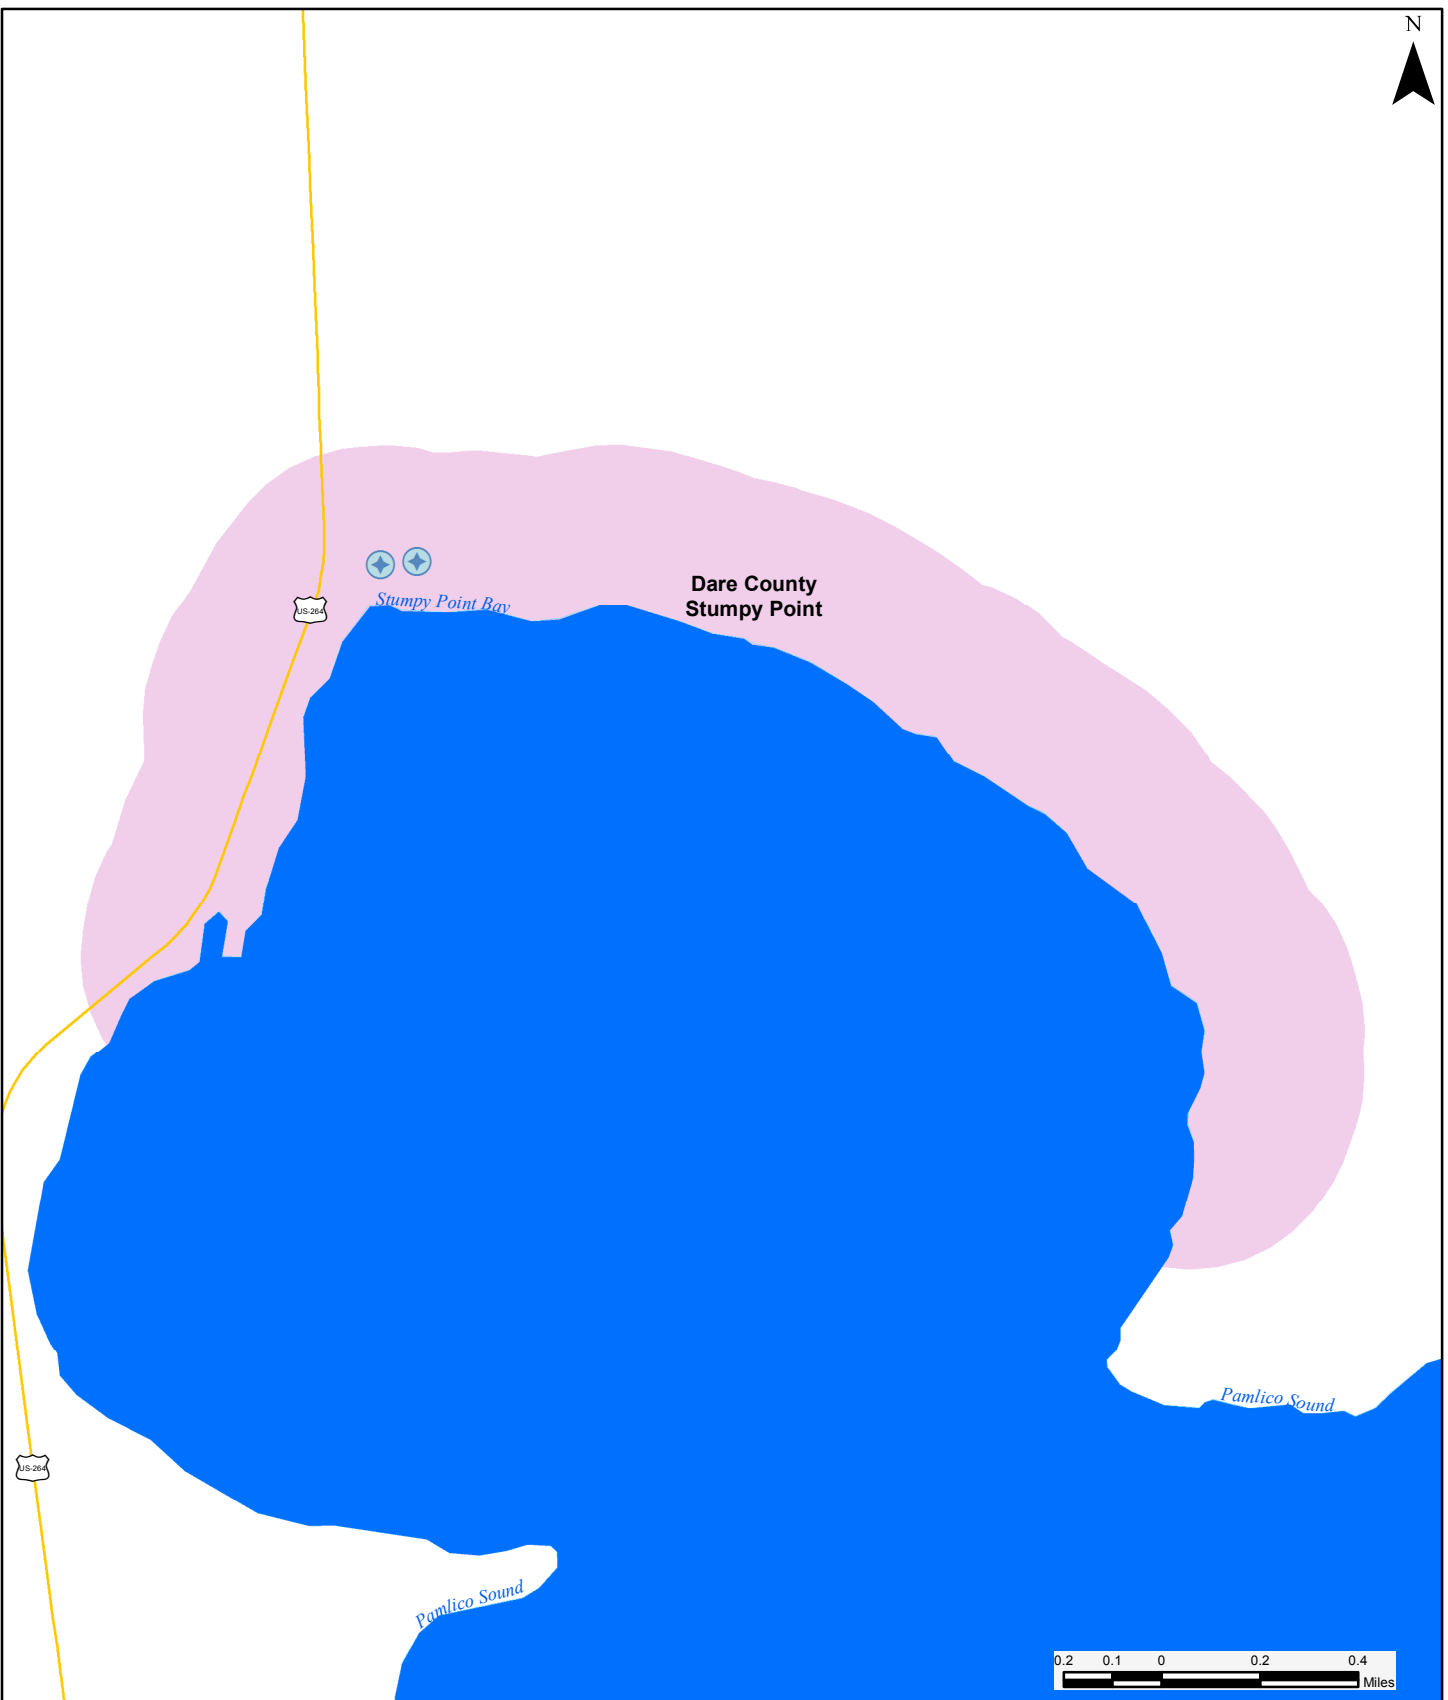 N
Stumpy Point Bay
Dare County
Stumpy Point
US-264
Pamlico Sound
US-264
Pamlico Sound
0.2 0.1 0 0.2 0.4
Miles